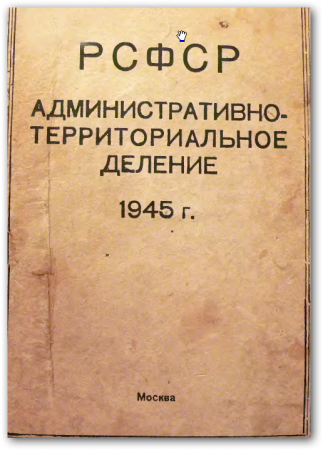 РСФСР
АДМИНИСТРАТИВНО-
ТЕРРИТОРИАЛЬНОЕ
ДЕЛЕНИЕ
1945 г.
Москва